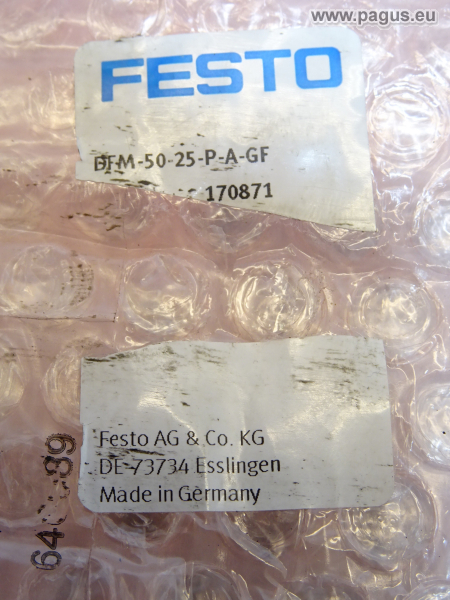 www.pagus.eu
FESTO
DFM-50-25-P-A-GF
170871
Festo AG & Co. KG
DE-73734 Esslingen
Made in Germany